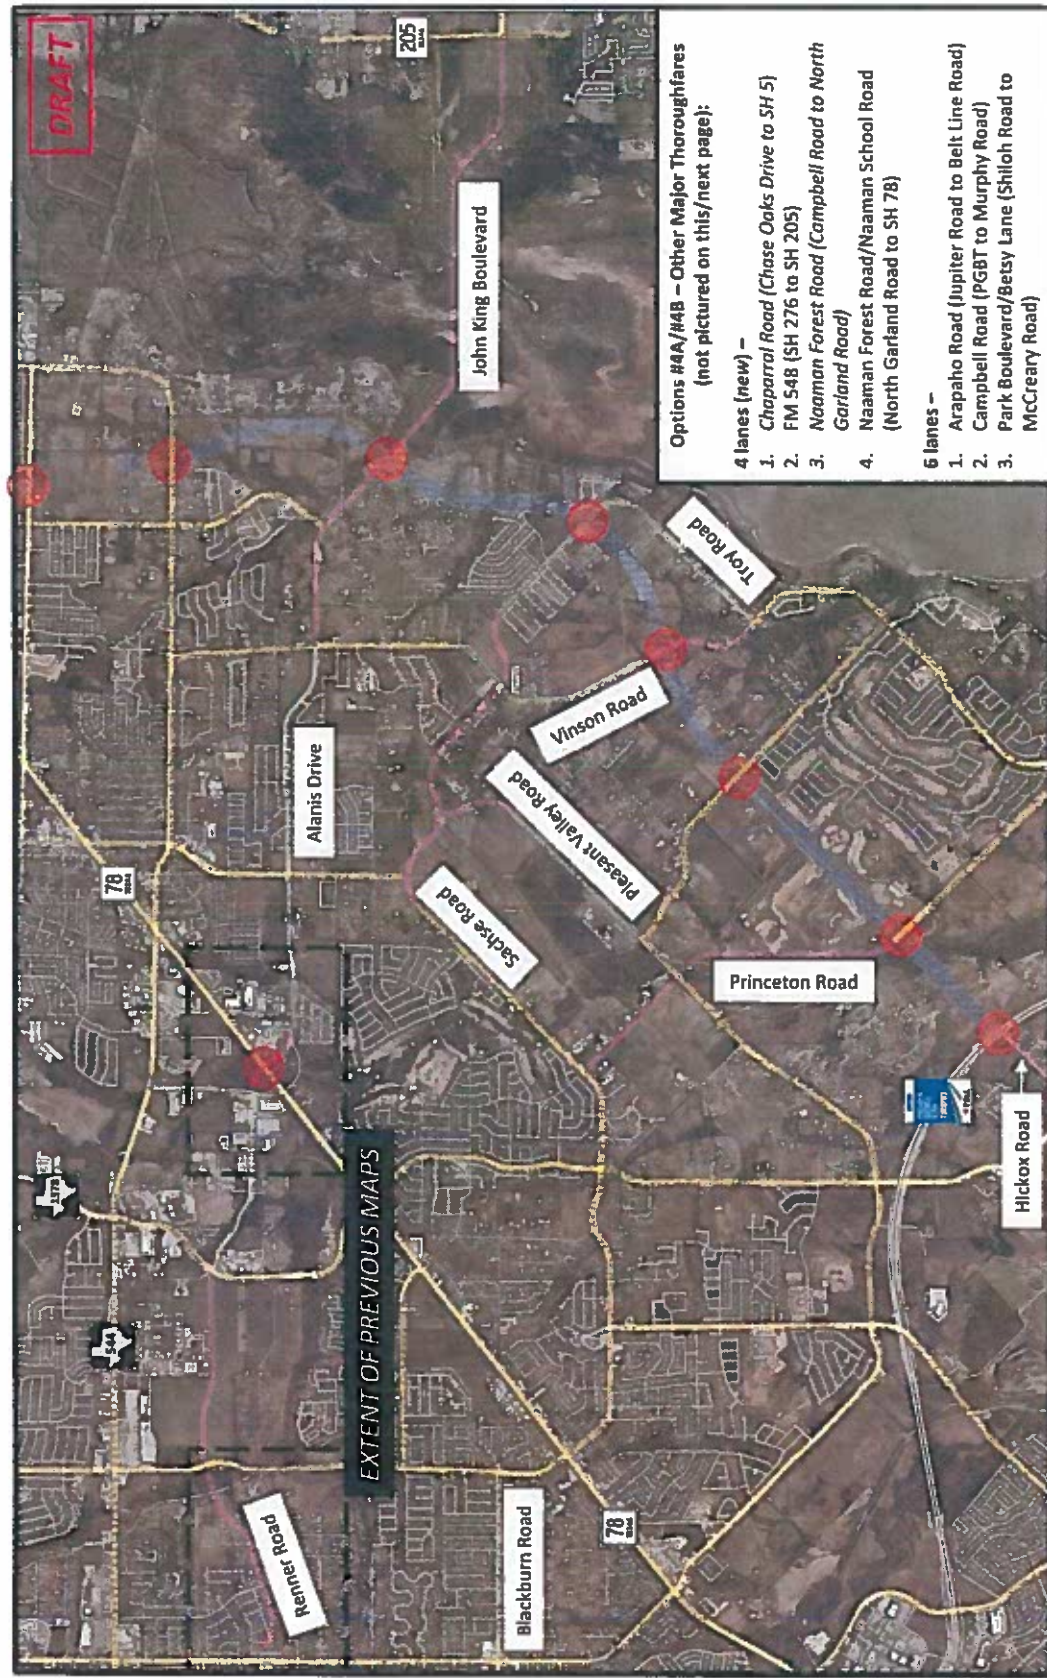 DRAFT
205
John King Boulevard
Troy Road
Vinson Road
Alanis Drive
Pleasant Valley Road
78
Sachse Road
Princeton Road
Hickox Road
EXTENT OF PREVIOUS MAPS
544
Renner Road
Blackburn Road
78
Options #4A/#4B – Other Major Thoroughfares
(not pictured on this/next page):
4 lanes (new) –
1. Chaparral Road (Chase Oaks Drive to SH 5)
2. FM 548 (SH 276 to SH 205)
3. Naaman Forest Road (Campbell Road to North
Garland Road)
4. Naaman Forest Road/Naaman School Road
(North Garland Road to SH 78)
6 lanes –
1. Arapaho Road (Jupiter Road to Belt Line Road)
2. Campbell Road (PGBT to Murphy Road)
3. Park Boulevard/Betsy Lane (Shiloh Road to
McCreary Road)